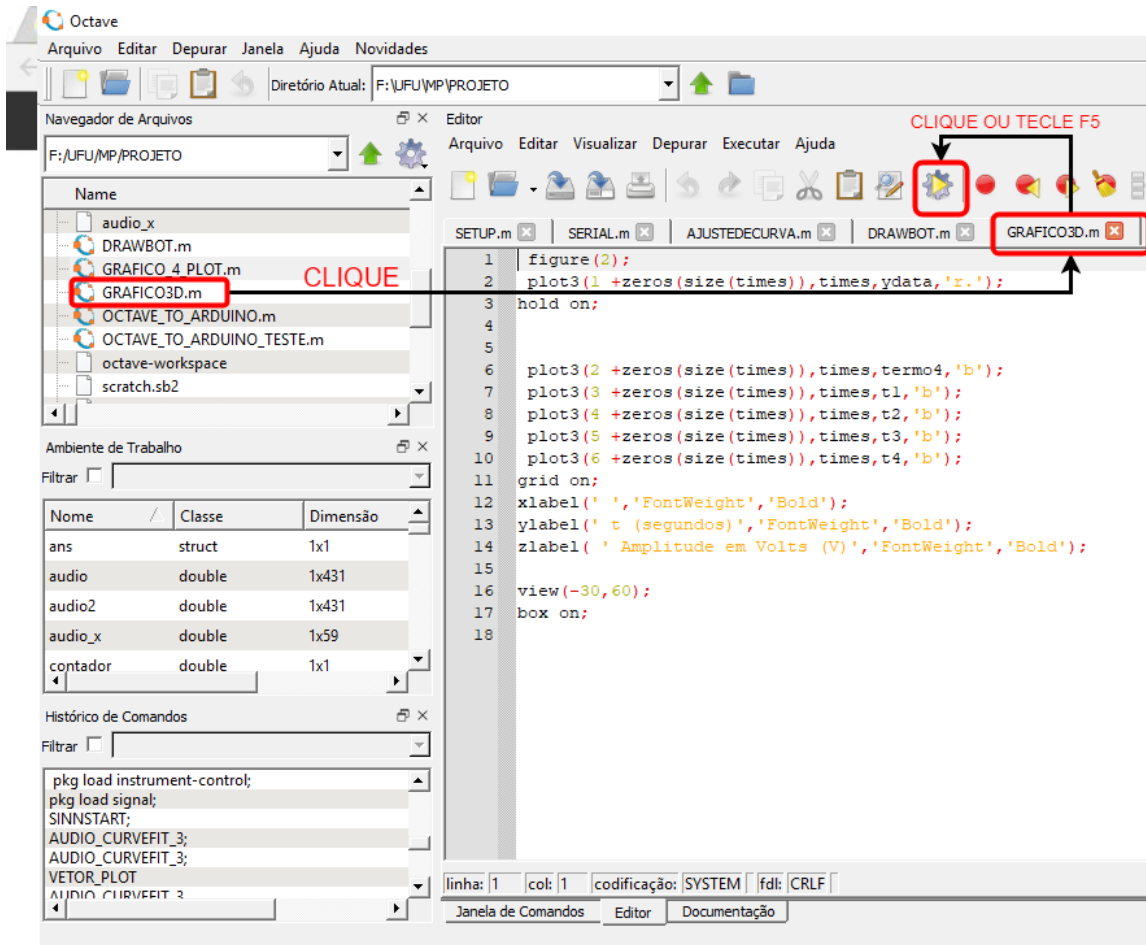 Octave
Arquivo Editar Depurar Janela Ajuda Novidades
Diretório Atual: F:\UFU\MP\PROJETO
Navegador de Arquivos
F:/UFU/MP/PROJETO
Name
audio_x
DRAWBOT.m
GRAFICO_4_PLOT.m
GRAFICO3D.m
OCTAVE_TO_ARDUINO.m
OCTAVE_TO_ARDUINO_TESTE.m
octave-workspace
scratch.sb2
CLIQUE
Ambiente de Trabalho
Filtrar
Nome Classe Dimensão
ans struct 1x1
audio double 1x431
audio2 double 1x431
audio_x double 1x59
contador double 1x1
Histórico de Comandos
Filtrar
pkg load instrument-control;
pkg load signal;
SINNSTART;
AUDIO_CURVEFIT_3;
AUDIO_CURVEFIT_3;
VETOR_PLOT
AUDIO_CURVEFIT_3
Editor
CLIQUE OU TECLE F5
Arquivo Editar Visualizar Depurar Executar Ajuda
SETUP.m SERIAL.m AJUSTEDECURVA.m DRAWBOT.m GRAFICO3D.m
1 figure(2);
2 plot3(1 +zeros(size(times)),times,ydata,'r.');
3 hold on;
4
5
6 plot3(2 +zeros(size(times)),times,termo4,'b');
7 plot3(3 +zeros(size(times)),times,t1,'b');
8 plot3(4 +zeros(size(times)),times,t2,'b');
9 plot3(5 +zeros(size(times)),times,t3,'b');
10 plot3(6 +zeros(size(times)),times,t4,'b');
11 grid on;
12 xlabel(' ','FontWeight','Bold');
13 ylabel(' t (segundos)','FontWeight','Bold');
14 zlabel( ' Amplitude em Volts (V)','FontWeight','Bold');
15
16 view(-30,60);
17 box on;
18
linha: 1 col: 1 codificação: SYSTEM fdl: CRLF
Janela de Comandos Editor Documentação